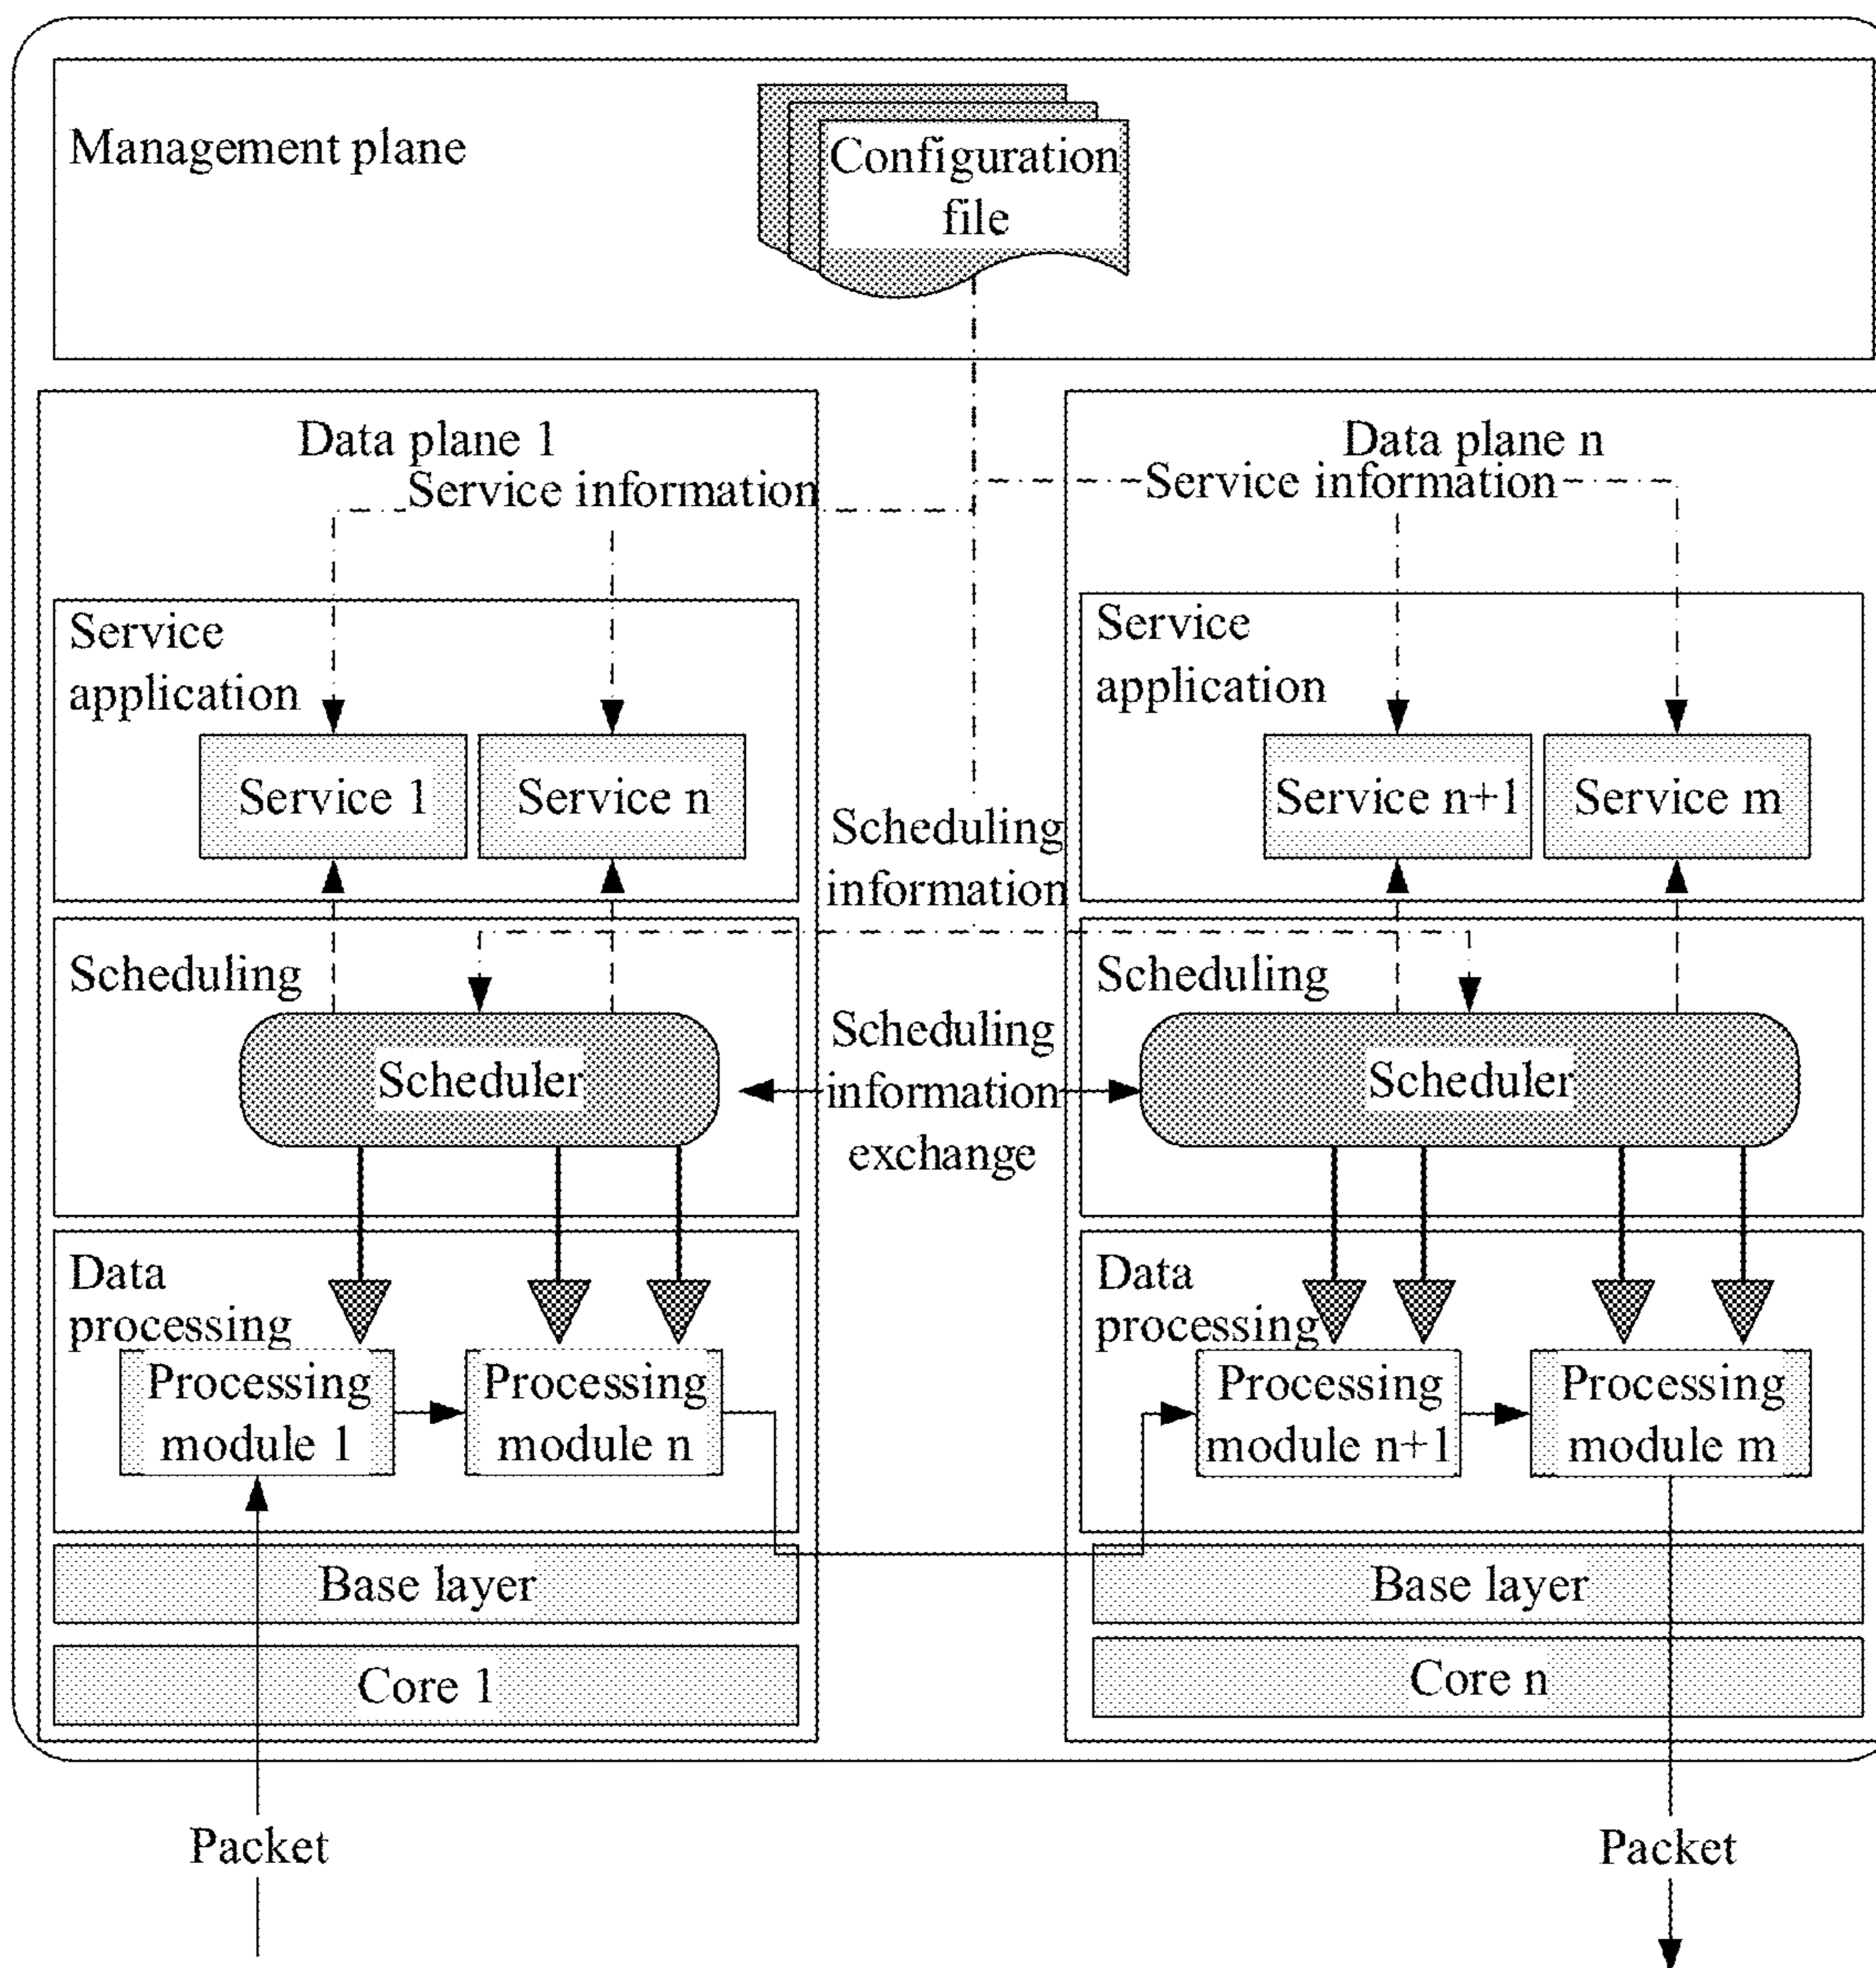 Management plane
Configuration
file
Data plane 1
Service information
Data plane n
Service information
Service
application
Service 1
Service n
Service
application
Service n+1
Service m
Scheduling
information
Scheduling
Scheduler
Scheduling
information
exchange
Scheduling
Scheduler
Data
processing
Processing
module 1
Processing
module n
Data
processing
Processing
module n+1
Processing
module m
Base layer
Base layer
Core 1
Core n
Packet
Packet